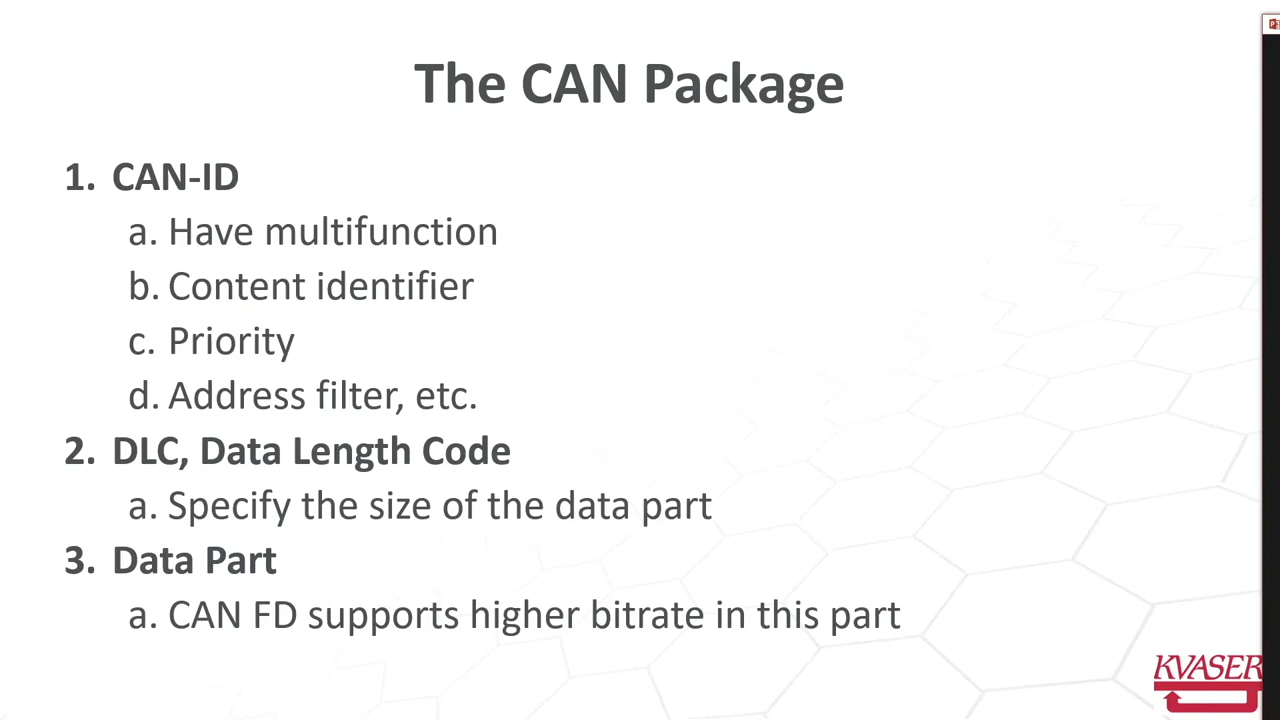 The CAN Package
1. CAN-ID
a. Have multifunction
b. Content identifier
c. Priority
d. Address filter, etc.
2. DLC, Data Length Code
a. Specify the size of the data part
3. Data Part
a. CAN FD supports higher bitrate in this part
KVASER